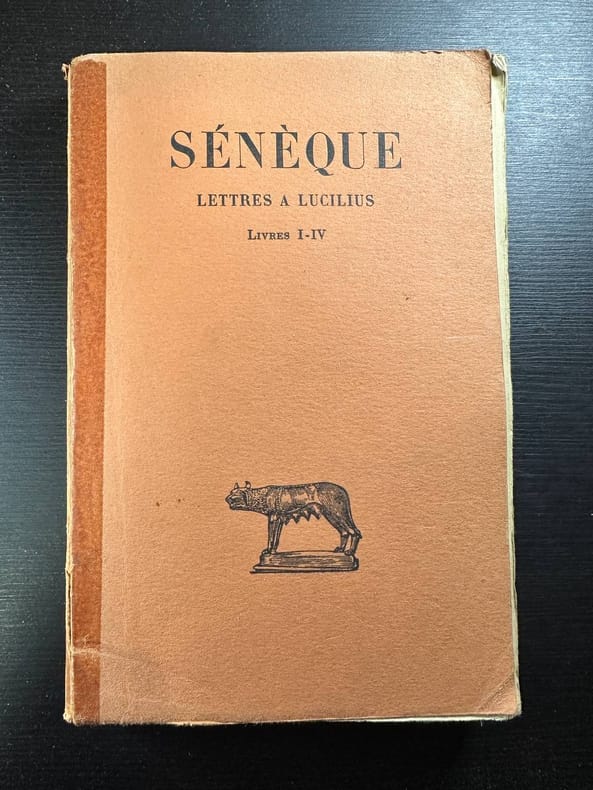 SÉNÈQUE
LETTRES A LUCILIUS
LIVRES I-IV